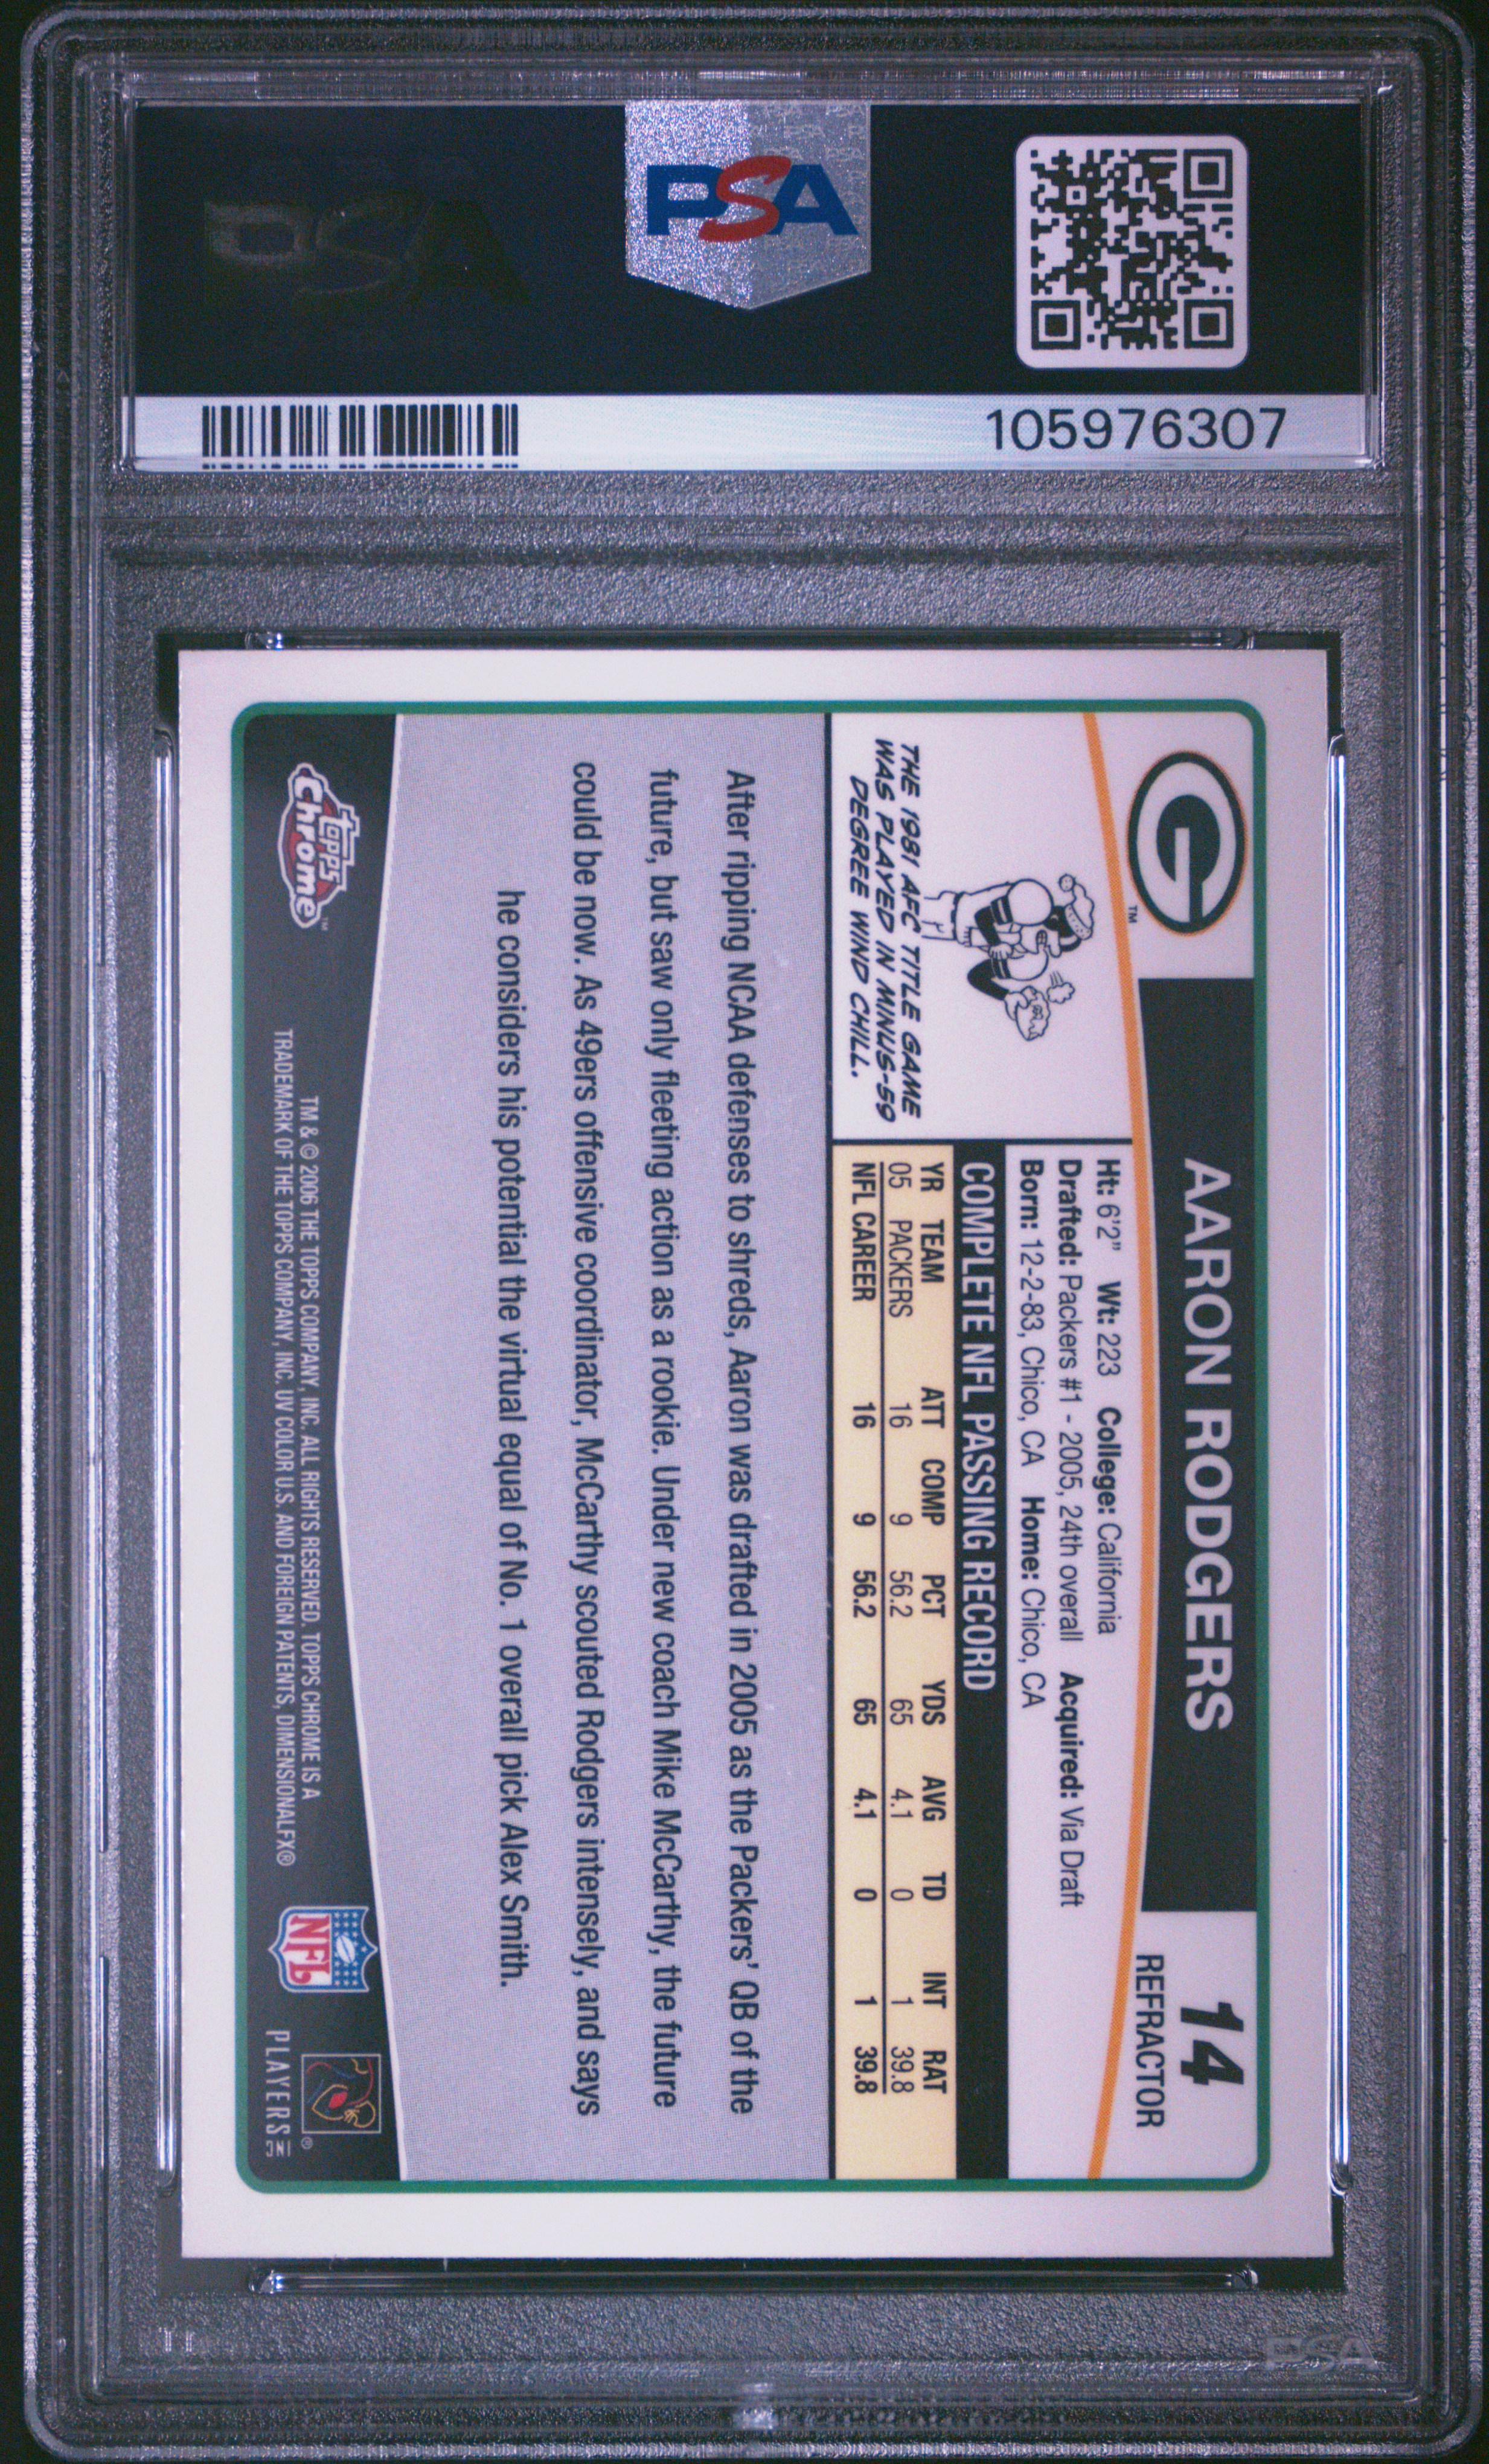 PSA
PSA
105976307
14
REFRACTOR
AARON RODGERS
G
TM
Ht: 6'2" Wt: 223 College: California
Drafted: Packers #1 - 2005, 24th overall Acquired: Via Draft
Born: 12-2-83, Chico, CA Home: Chico, CA
THE 1981 AFC TITLE GAME
WAS PLAYED IN MINUS-59
DEGREE WIND CHILL.
COMPLETE NFL PASSING RECORD
YR TEAM ATT COMP PCT YDS AVG TD INT RAT
05 PACKERS 16 9 56.2 65 4.1 0 1 39.8
NFL CAREER 16 9 56.2 65 4.1 0 1 39.8
After ripping NCAA defenses to shreds, Aaron was drafted in 2005 as the Packers' QB of the
future, but saw only fleeting action as a rookie. Under new coach Mike McCarthy, the future
could be now. As 49ers offensive coordinator, McCarthy scouted Rodgers intensely, and says
he considers his potential the virtual equal of No. 1 overall pick Alex Smith.
topps
Chrome
TM
TM & © 2006 THE TOPPS COMPANY, INC. ALL RIGHTS RESERVED. TOPPS CHROME IS A
TRADEMARK OF THE TOPPS COMPANY, INC. UV COLOR U.S. AND FOREIGN PATENTS, DIMENSIONALFX®
NFL
®
PLAYERS INC
PSA